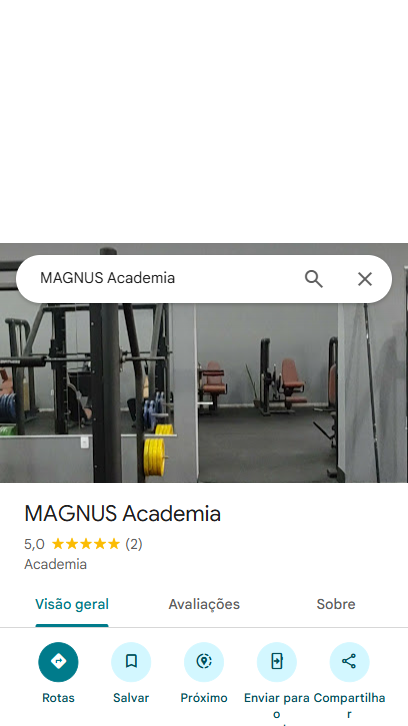 MAGNUS Academia
MAGNUS Academia
5,0 (2)
Academia
Visão geral Avaliações Sobre
Rotas Salvar Próximo Enviar para o Compartilhar